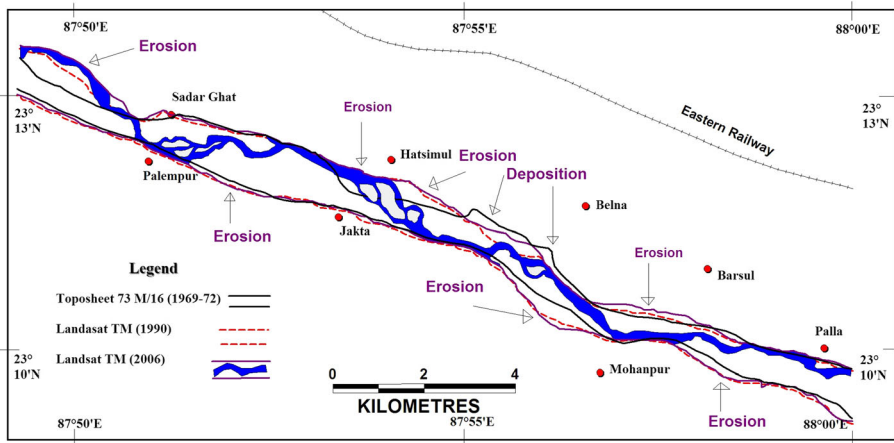 87°50'E
87°55'E
88°00'E
Erosion
Sadar Ghat
23°
13'N
23°
13'N
Eastern Railway
Erosion
Hatsimul
Erosion
Palempur
Deposition
Belna
Jakta
Erosion
Erosion
Barsul
Legend
Erosion
Toposheet 73 M/16 (1969-72)
Landasat TM (1990)
Palla
Landsat TM (2006)
23°
10'N
23°
10'N
Mohanpur
0 2 4
KILOMETRES
Erosion
87°50'E
87°55'E
88°00'E